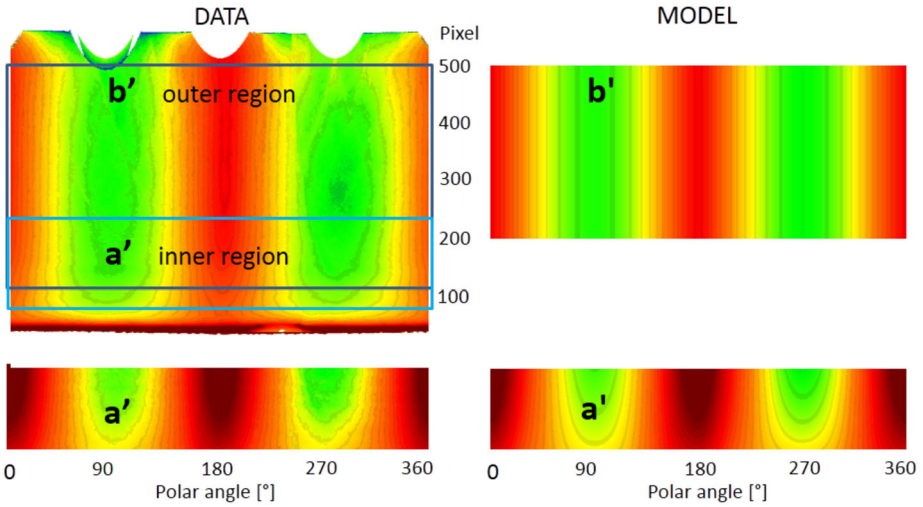 DATA
MODEL
Pixel
b’ outer region
500
400
300
200
100
b'
a’ inner region
a’
a'
0 90 180 270 360
Polar angle [°]
0 90 180 270 360
Polar angle [°]